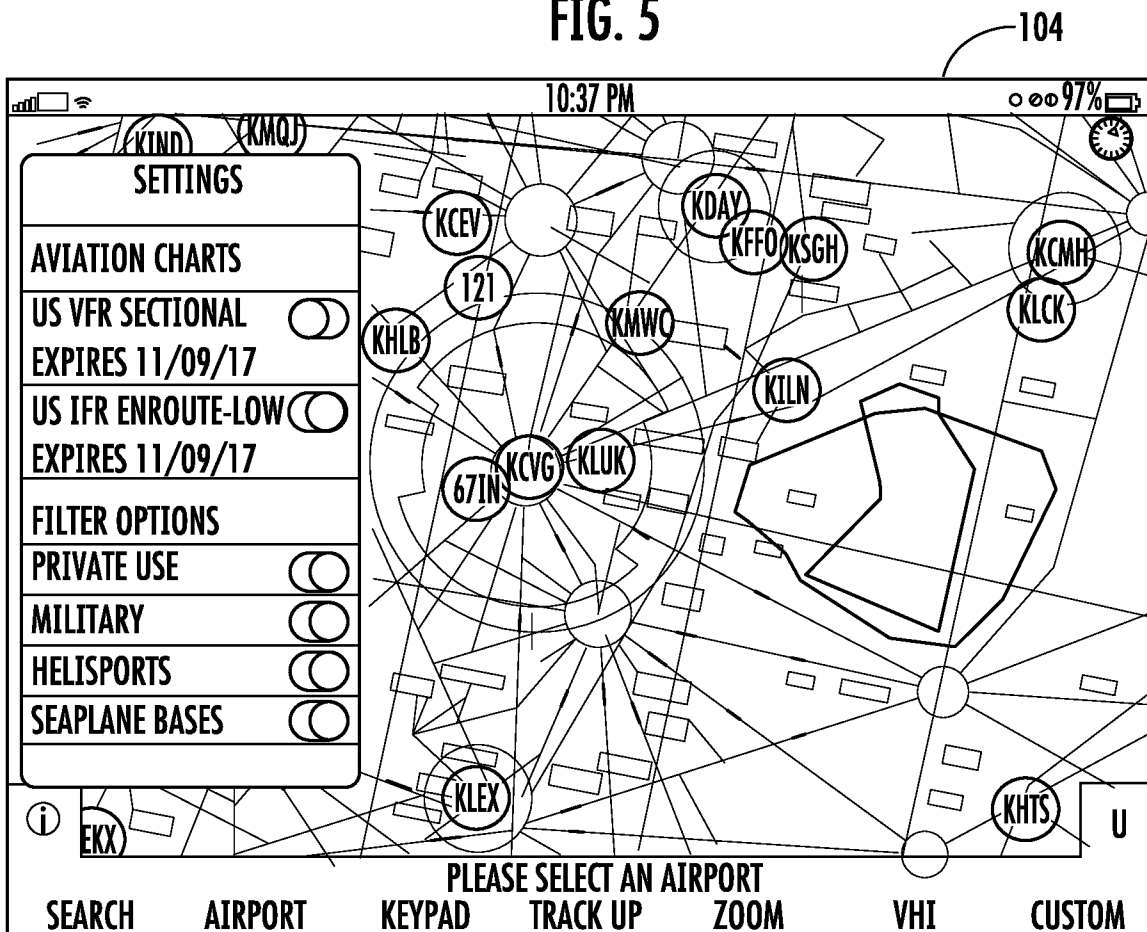 FIG. 5
104
10:37 PM
97%
KIND
KMQJ
SETTINGS
AVIATION CHARTS
US VFR SECTIONAL
EXPIRES 11/09/17
US IFR ENROUTE-LOW
EXPIRES 11/09/17
FILTER OPTIONS
PRIVATE USE
MILITARY
HELISPORTS
SEAPLANE BASES
KCEV
121
KHLB
KDAY
KFFO
KSGH
KMWC
KCMH
KLCK
KILN
KCVG
KLUK
67IN
KLEX
KHTS
i
EKX
U
PLEASE SELECT AN AIRPORT
SEARCH AIRPORT KEYPAD TRACK UP ZOOM VHI CUSTOM